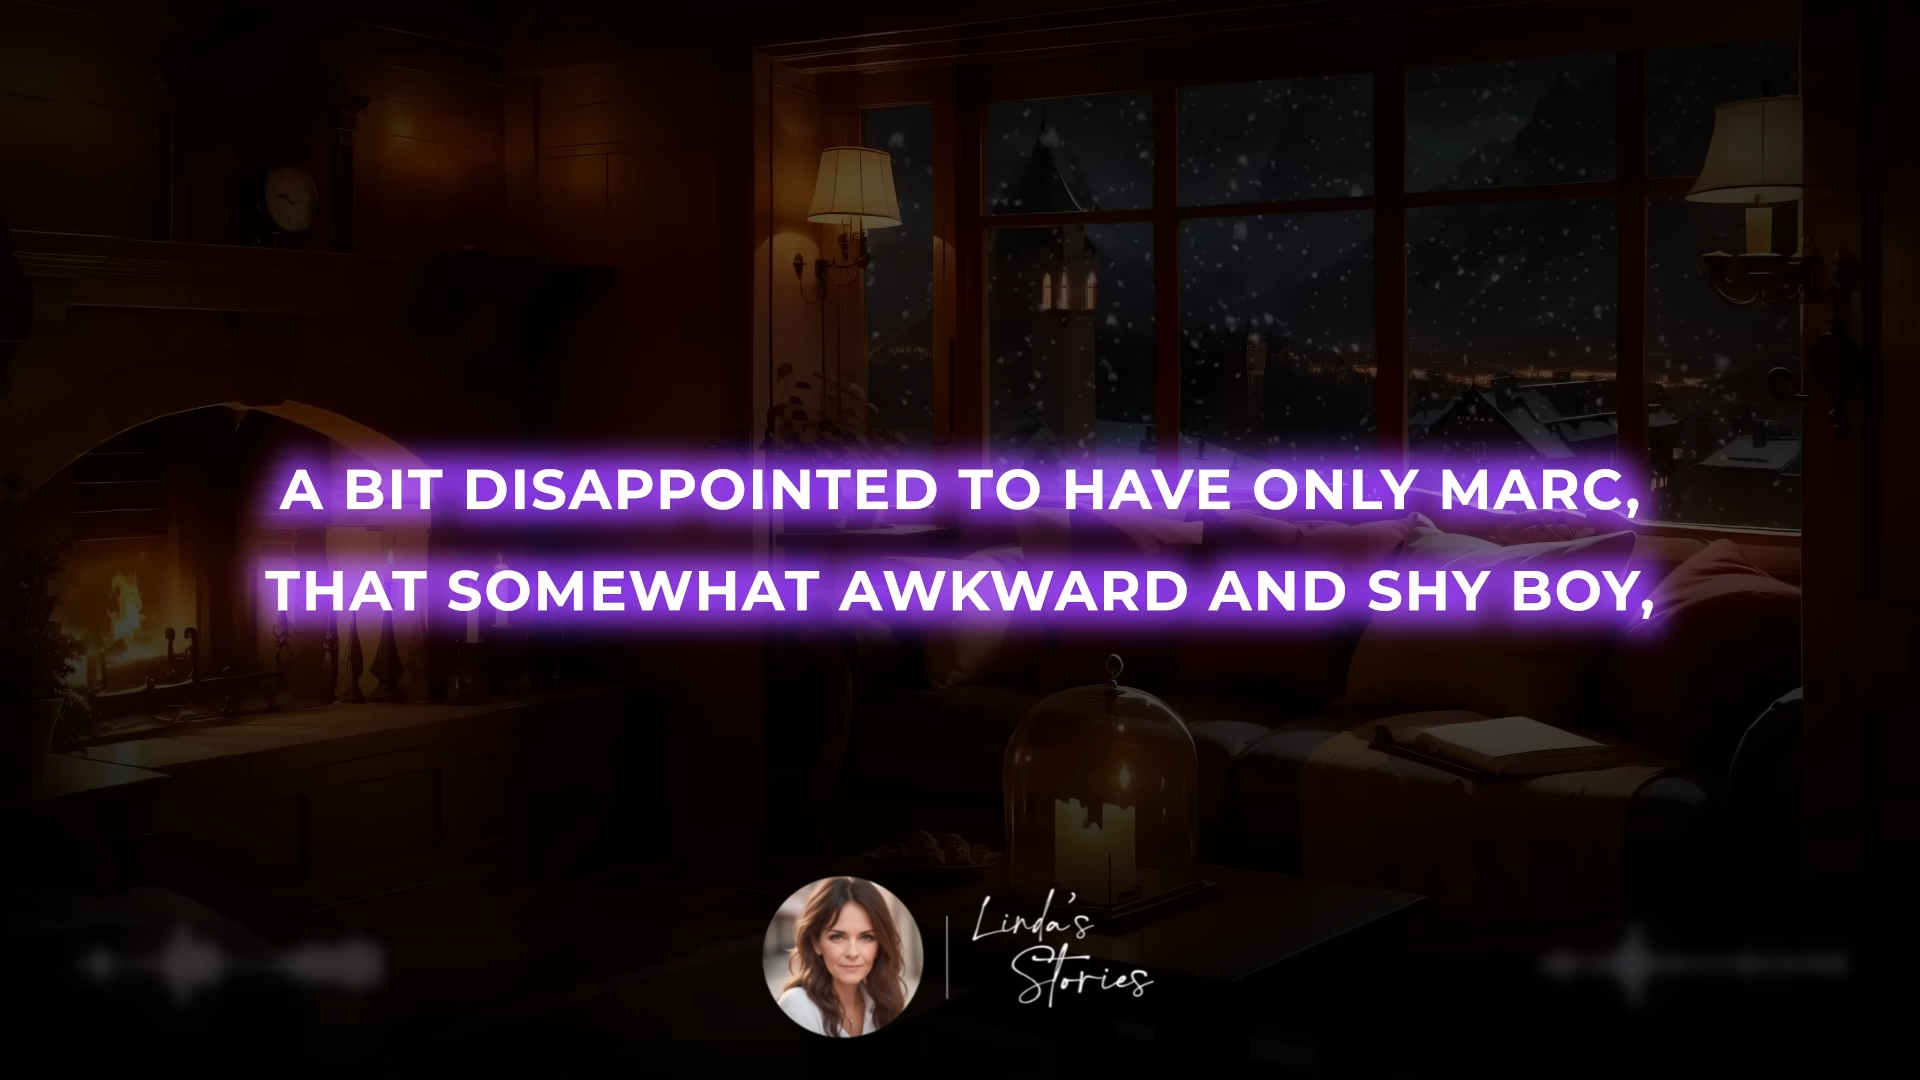 A BIT DISAPPOINTED TO HAVE ONLY MARC,
THAT SOMEWHAT AWKWARD AND SHY BOY,
Linda's
Stories